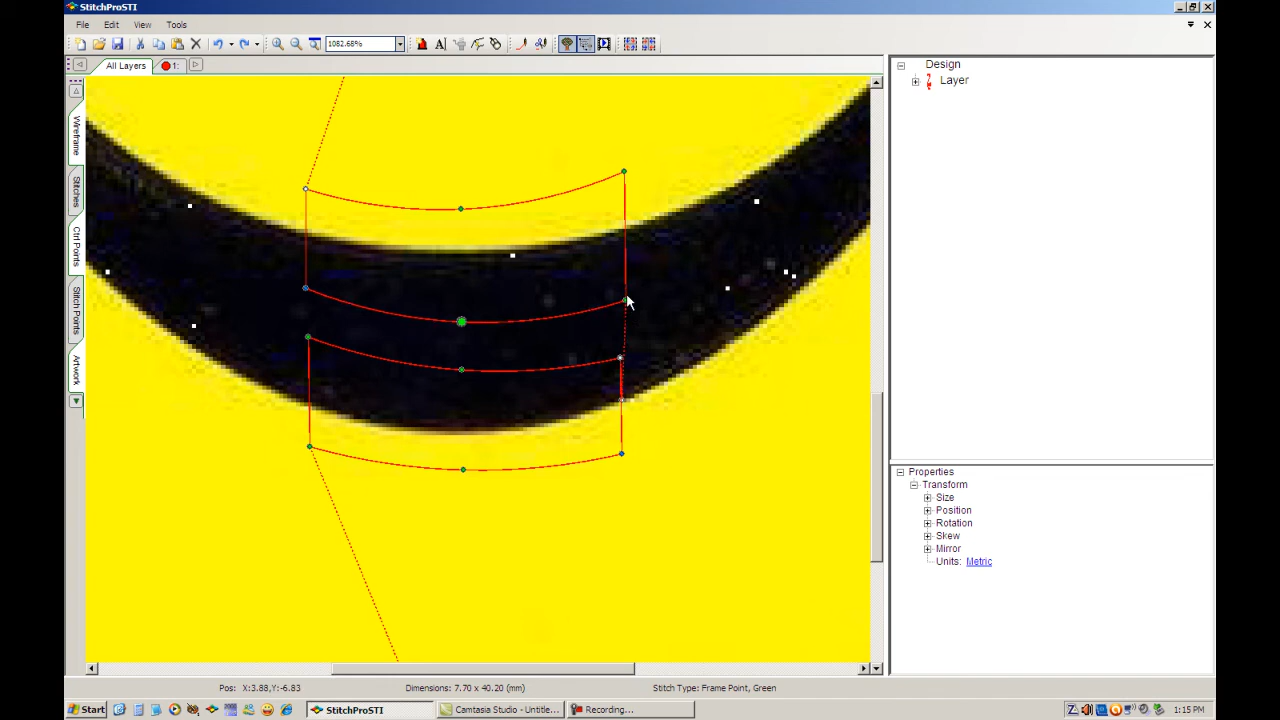 StitchProSTI
File Edit View Tools
1082.68%
All Layers 1:
Wireframe
Stitches
Ctrl Points
Stitch Points
Artwork
Design
Layer
Properties
Transform
Size
Position
Rotation
Skew
Mirror
Units: Metric
Pos: X:3.88,Y:-6.83 Dimensions: 7.70 x 40.20 (mm) Stitch Type: Frame Point, Green
Start StitchProSTI Camtasia Studio - Untitle... Recording... 1:15 PM